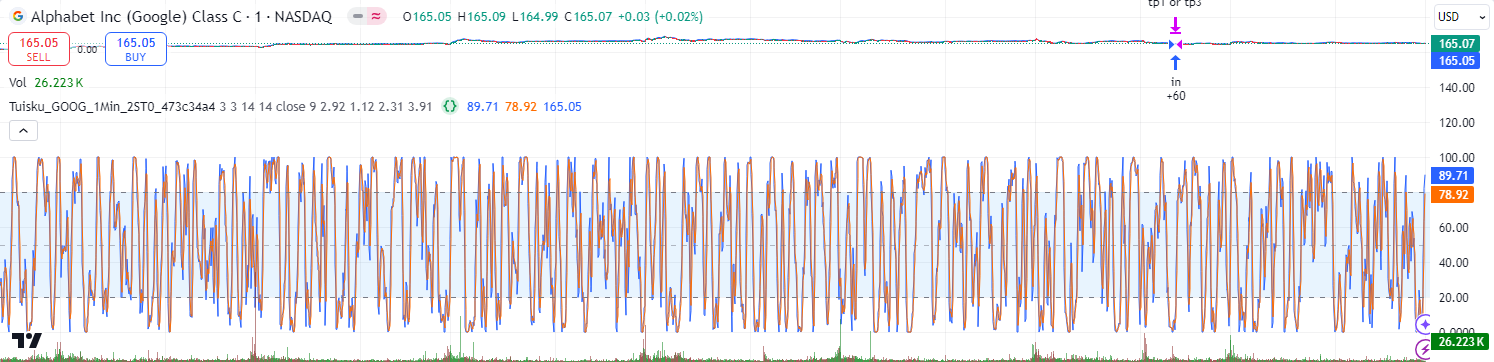 tp1 or tp3
Alphabet Inc (Google) Class C · 1 · NASDAQ O165.05 H165.09 L164.99 C165.07 +0.03 (+0.02%)
USD
165.05
SELL
0.00
165.05
BUY
165.07
165.05
Vol 26.223 K
in
+60
140.00
Tuisku_GOOG_1Min_2ST0_473c34a4 3 3 14 14 close 9 2.92 1.12 2.31 3.91 {} 89.71 78.92 165.05
120.00
100.00
89.71
78.92
60.00
40.00
20.00
0.0000
26.223 K